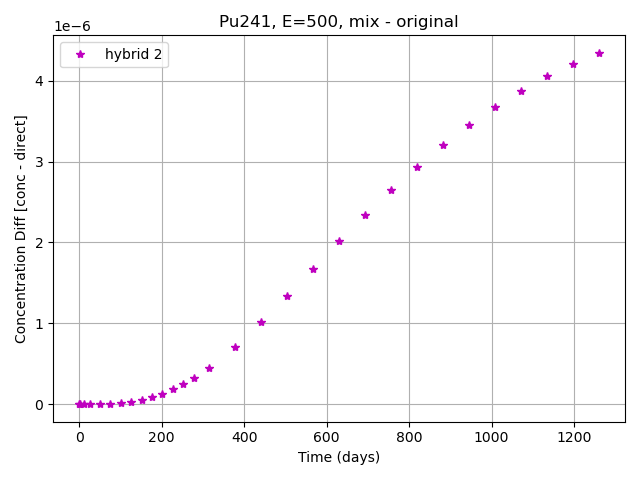 Pu241, E=500, mix - original
1e−6
hybrid 2
4
3
2
1
0
Concentration Diff [conc - direct]
0 200 400 600 800 1000 1200
Time (days)